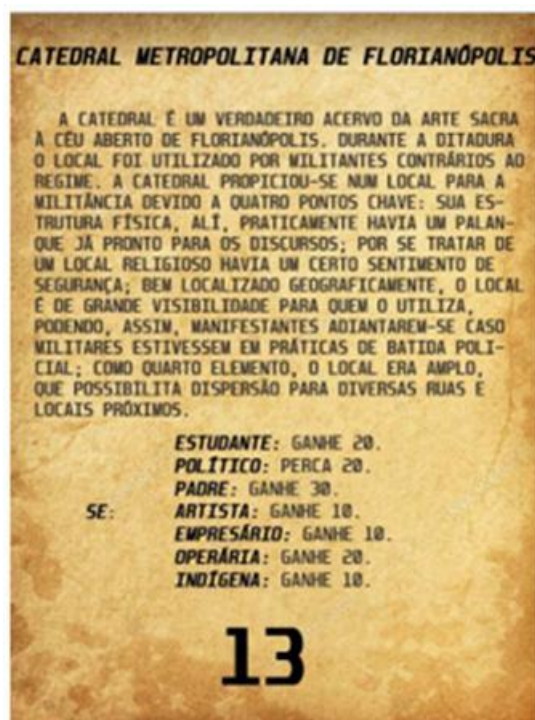 CATEDRAL METROPOLITANA DE FLORIANÓPOLIS
A CATEDRAL É UM VERDADEIRO ACERVO DA ARTE SACRA
À CÉU ABERTO DE FLORIANÓPOLIS. DURANTE A DITADURA
O LOCAL FOI UTILIZADO POR MILITANTES CONTRÁRIOS AO
REGIME. A CATEDRAL PROPICIOU-SE NUM LOCAL PARA A
MILITÂNCIA DEVIDO A QUATRO PONTOS CHAVE: SUA ES-
TRUTURA FÍSICA, ALÍ, PRATICAMENTE HAVIA UM PALAN-
QUE JÁ PRONTO PARA OS DISCURSOS; POR SE TRATAR DE
UM LOCAL RELIGIOSO HAVIA UM CERTO SENTIMENTO DE
SEGURANÇA; BEM LOCALIZADO GEOGRAFICAMENTE, O LOCAL
É DE GRANDE VISIBILIDADE PARA QUEM O UTILIZA,
PODENDO, ASSIM, MANIFESTANTES ADIANTAREM-SE CASO
MILITARES ESTIVESSEM EM PRÁTICAS DE BATIDA POLI-
CIAL; COMO QUARTO ELEMENTO, O LOCAL ERA AMPLO,
QUE POSSIBILITA DISPERSÃO PARA DIVERSAS RUAS E
LOCAIS PRÓXIMOS.
ESTUDANTE: GANHE 20.
POLÍTICO: PERCA 20.
PADRE: GANHE 30.
SE: ARTISTA: GANHE 10.
EMPRESÁRIO: GANHE 10.
OPERÁRIA: GANHE 20.
INDÍGENA: GANHE 10.
13